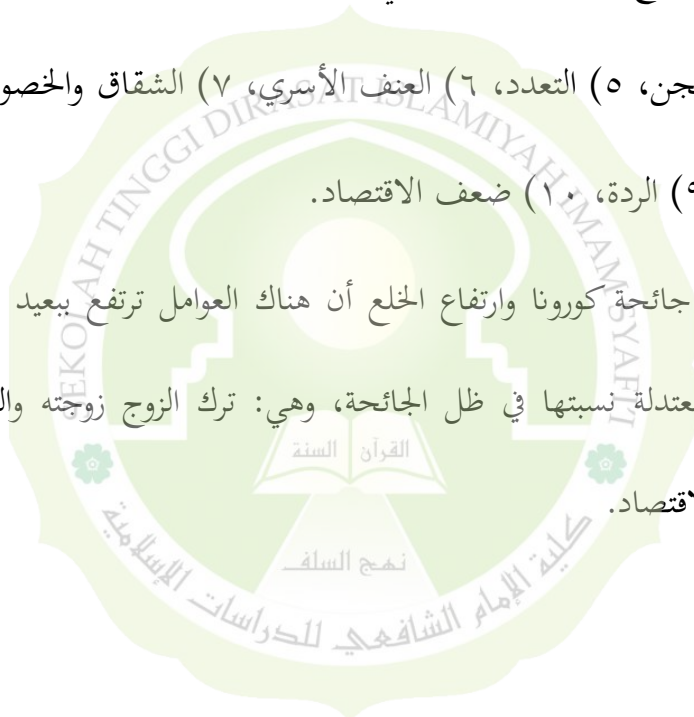 جن، ٥) التعدد، ٦) العنف الأسري، ٧) الشقاق والخصو
٩) الردة، ١٠) ضعف الاقتصاد.
جائحة كورونا وارتفاع الخلع أن هناك العوامل ترتفع ببعيد
عتدلة نسبتها في ظل الجائحة، وهي: ترك الزوج زوجته وال
لاقتصاد.
SEKOLAH TINGGI DIRASAT ISLAMIYAH IMAM SYAFI'I
القرآن السنة
نهج السلف
كلية الإمام الشافعي للدراسات الإسلامية